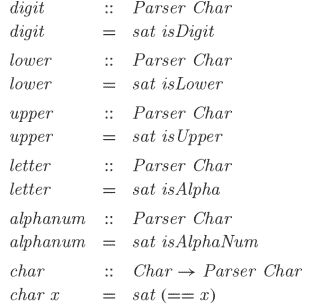 digit :: Parser Char
digit = sat isDigit
lower :: Parser Char
lower = sat isLower
upper :: Parser Char
upper = sat isUpper
letter :: Parser Char
letter = sat isAlpha
alphanum :: Parser Char
alphanum = sat isAlphaNum
char :: Char → Parser Char
char x = sat (== x)